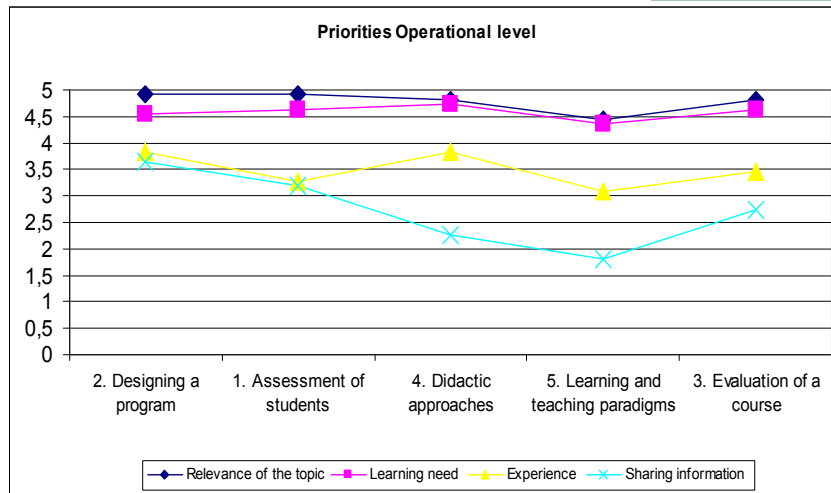 Priorities Operational level
5
4,5
4
3,5
3
2,5
2
1,5
1
0,5
0
2. Designing a
program
1. Assessment of
students
4. Didactic
approaches
5. Learning and
teaching paradigms
3. Evaluation of a
course
Relevance of the topic
Learning need
Experience
Sharing information